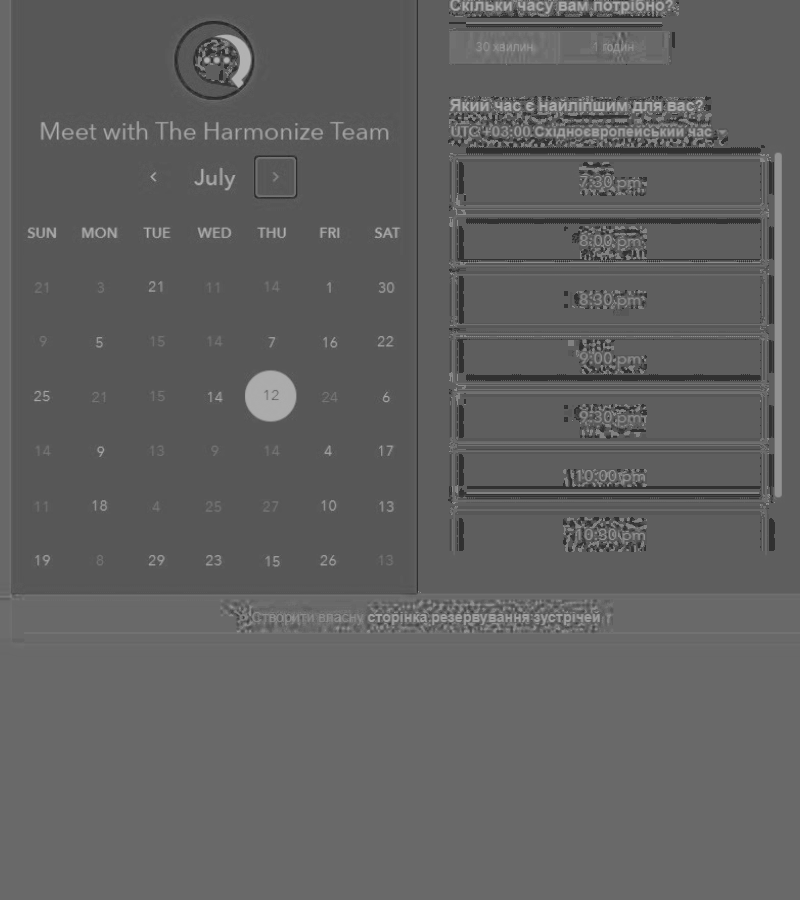 Meet with The Harmonize Team
July
SUN MON TUE WED THU FRI SAT
21 3 21 11 14 1 30
9 5 15 14 7 16 22
25 21 15 14 12 24 6
14 9 13 9 14 4 17
11 18 4 25 27 10 13
19 8 29 23 15 26 13
Скільки часу вам потрібно?
30 хвилин 1 годин
Який час є найліпшим для вас?
UTC +03:00 Східноєвропейський час
7:30 pm
8:00 pm
8:30 pm
9:00 pm
9:30 pm
10:00 pm
10:30 pm
Створити власну сторінка резервування зустрічей